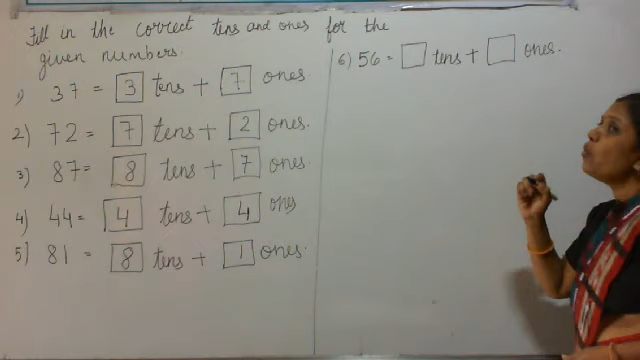 Fill in the correct tens and ones for the
given numbers.
1) 37 = 3 tens + 7 ones
2) 72 = 7 tens + 2 ones.
3) 87 = 8 tens + 7 ones.
4) 44 = 4 tens + 4 ons
5) 81 = 8 tens + 1 ones.
6) 56 = □ tens + □ ones.